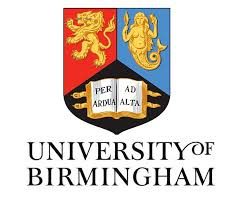 PER AD
ARDUA ALTA
UNIVERSITY OF
BIRMINGHAM